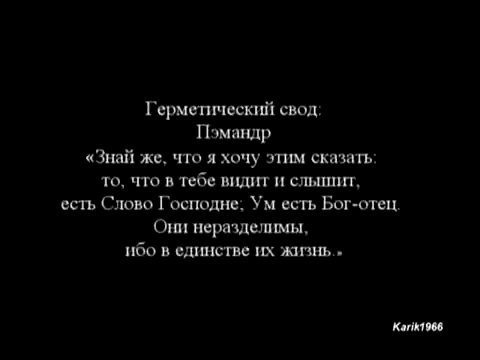 Герметический свод:
Пэмандр
«Знай же, что я хочу этим сказать:
то, что в тебе видит и слышит,
есть Слово Господне; Ум есть Бог-отец.
Они неразделимы,
ибо в единстве их жизнь.»
Karik1966